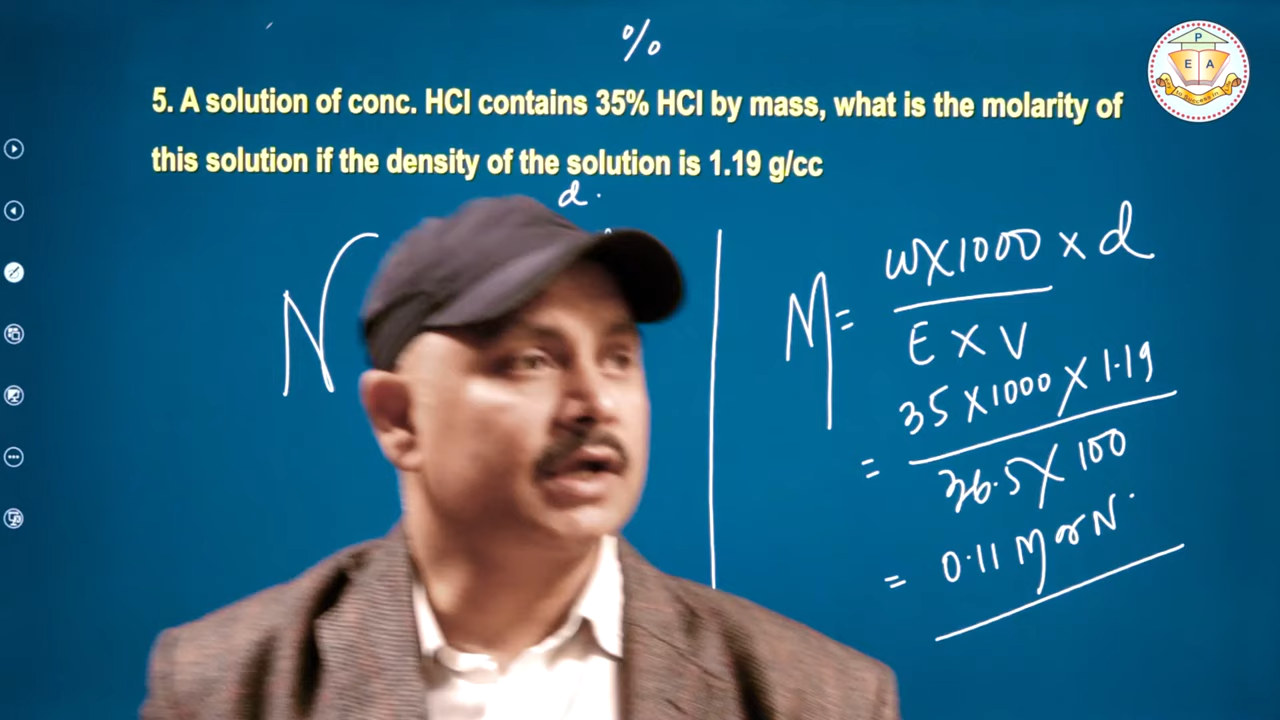 %
5. A solution of conc. HCl contains 35% HCl by mass, what is the molarity of
this solution if the density of the solution is 1.19 g/cc
d.
N
M = W×1000 × d
E × V
= 35×1000 × 1.19
36.5 × 100
= 0.11 M or N.
P
E A